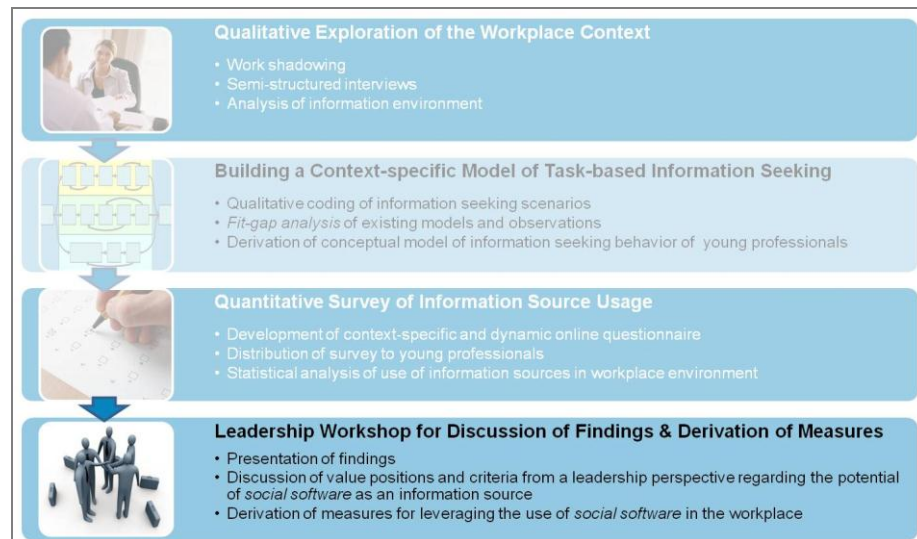 Qualitative Exploration of the Workplace Context
• Work shadowing
• Semi-structured interviews
• Analysis of information environment
Building a Context-specific Model of Task-based Information Seeking
• Qualitative coding of information seeking scenarios
• Fit-gap analysis of existing models and observations
• Derivation of conceptual model of information seeking behavior of young professionals
Quantitative Survey of Information Source Usage
• Development of context-specific and dynamic online questionnaire
• Distribution of survey to young professionals
• Statistical analysis of use of information sources in workplace environment
Leadership Workshop for Discussion of Findings & Derivation of Measures
• Presentation of findings
• Discussion of value positions and criteria from a leadership perspective regarding the potential
of social software as an information source
• Derivation of measures for leveraging the use of social software in the workplace